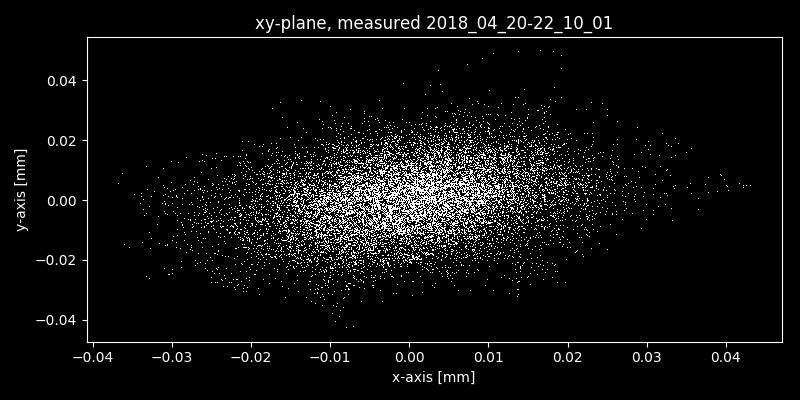 xy-plane, measured 2018_04_20-22_10_01
y-axis [mm]
0.04
0.02
0.00
−0.02
−0.04
−0.04 −0.03 −0.02 −0.01 0.00 0.01 0.02 0.03 0.04
x-axis [mm]